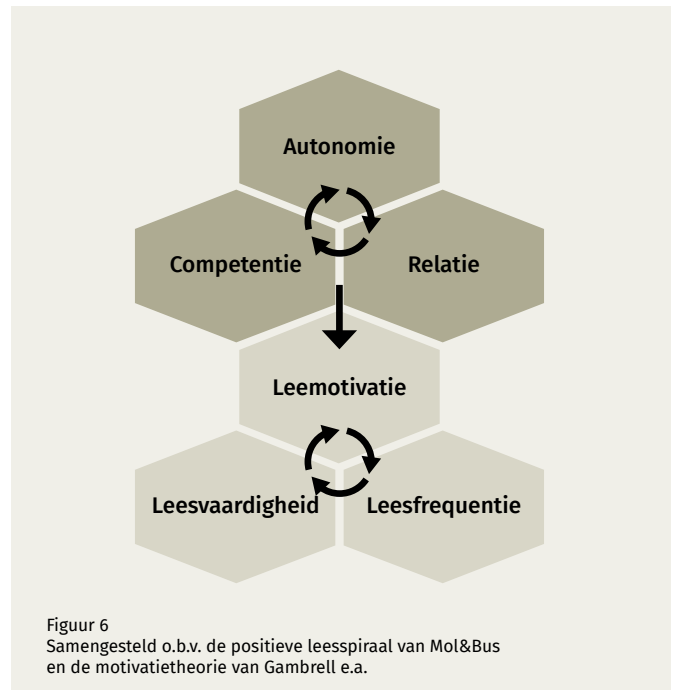 Autonomie
Competentie
Relatie
Leemotivatie
Leesvaardigheid
Leesfrequentie
Figuur 6
Samengesteld o.b.v. de positieve leesspiraal van Mol&Bus
en de motivatietheorie van Gambrell e.a.